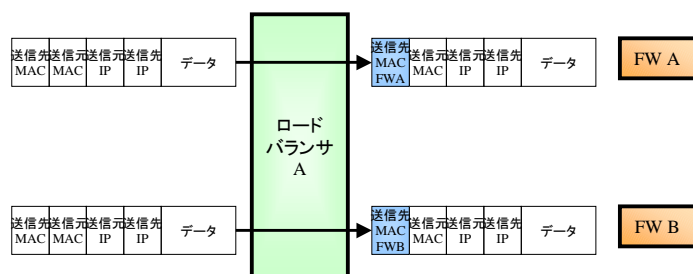 送信先 MAC
送信元 MAC
送信元 IP
送信先 IP
データ
送信先 MAC FWA
送信元 MAC
送信元 IP
送信先 IP
データ
FW A
ロード
バランサ
A
送信先 MAC
送信元 MAC
送信元 IP
送信先 IP
データ
送信先 MAC FWB
送信元 MAC
送信元 IP
送信先 IP
データ
FW B